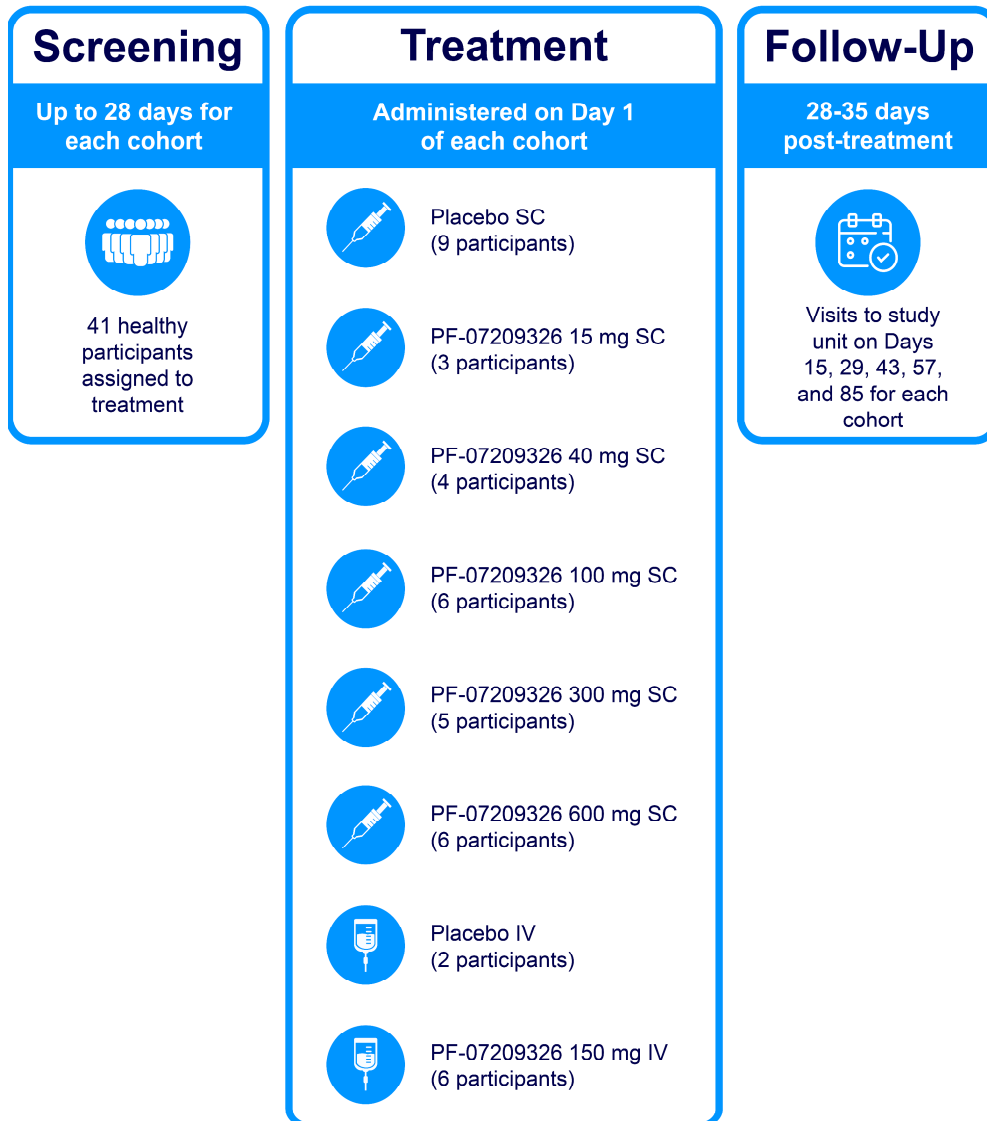 Screening
Up to 28 days for
each cohort
41 healthy
participants
assigned to
treatment
Treatment
Administered on Day 1
of each cohort
Placebo SC
(9 participants)
PF-07209326 15 mg SC
(3 participants)
PF-07209326 40 mg SC
(4 participants)
PF-07209326 100 mg SC
(6 participants)
PF-07209326 300 mg SC
(5 participants)
PF-07209326 600 mg SC
(6 participants)
Placebo IV
(2 participants)
PF-07209326 150 mg IV
(6 participants)
Follow-Up
28-35 days
post-treatment
Visits to study
unit on Days
15, 29, 43, 57,
and 85 for each
cohort